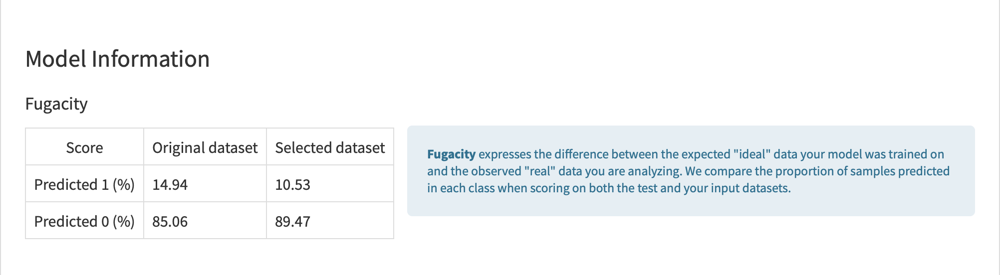 Model Information
Fugacity
Score Original dataset Selected dataset
Predicted 1 (%) 14.94 10.53
Predicted 0 (%) 85.06 89.47
Fugacity expresses the difference between the expected "ideal" data your model was trained on
and the observed "real" data you are analyzing. We compare the proportion of samples predicted
in each class when scoring on both the test and your input datasets.